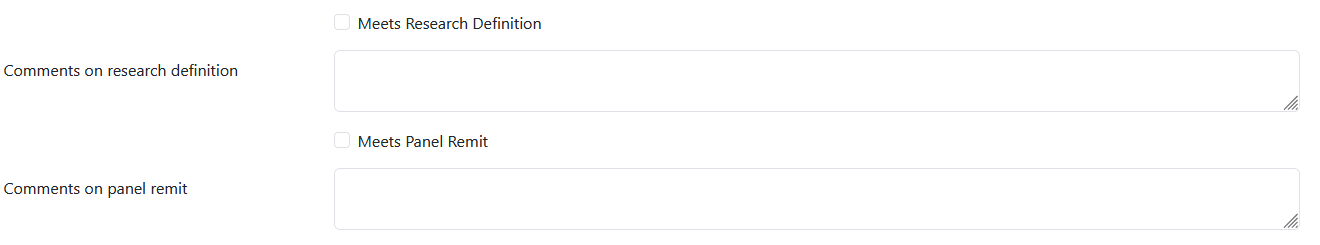 Meets Research Definition
Comments on research definition
Meets Panel Remit
Comments on panel remit